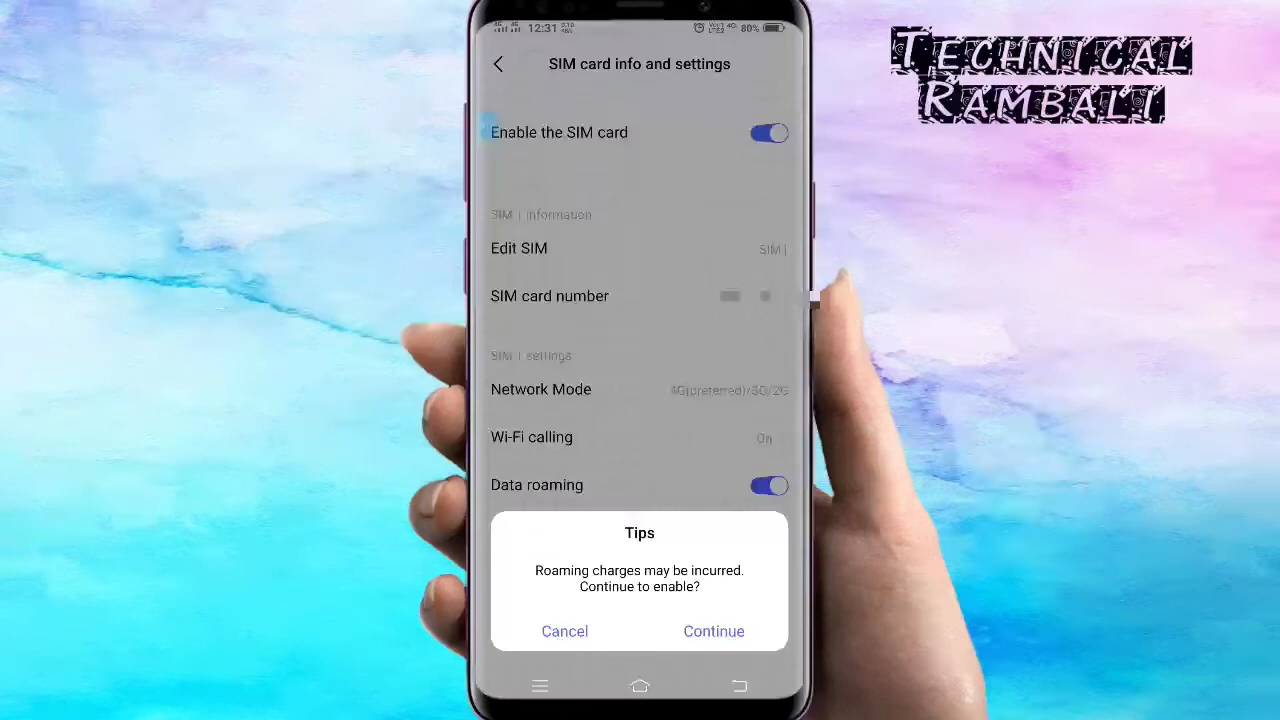 TECHNICAL
RAMBALI
12:31
80%
SIM card info and settings
Enable the SIM card
SIM 1 information
Edit SIM
SIM 1
SIM card number
SIM 1 settings
Network Mode
4G(preferred)/3G/2G
Wi-Fi calling
On
Data roaming
Tips
Roaming charges may be incurred.
Continue to enable?
Cancel
Continue